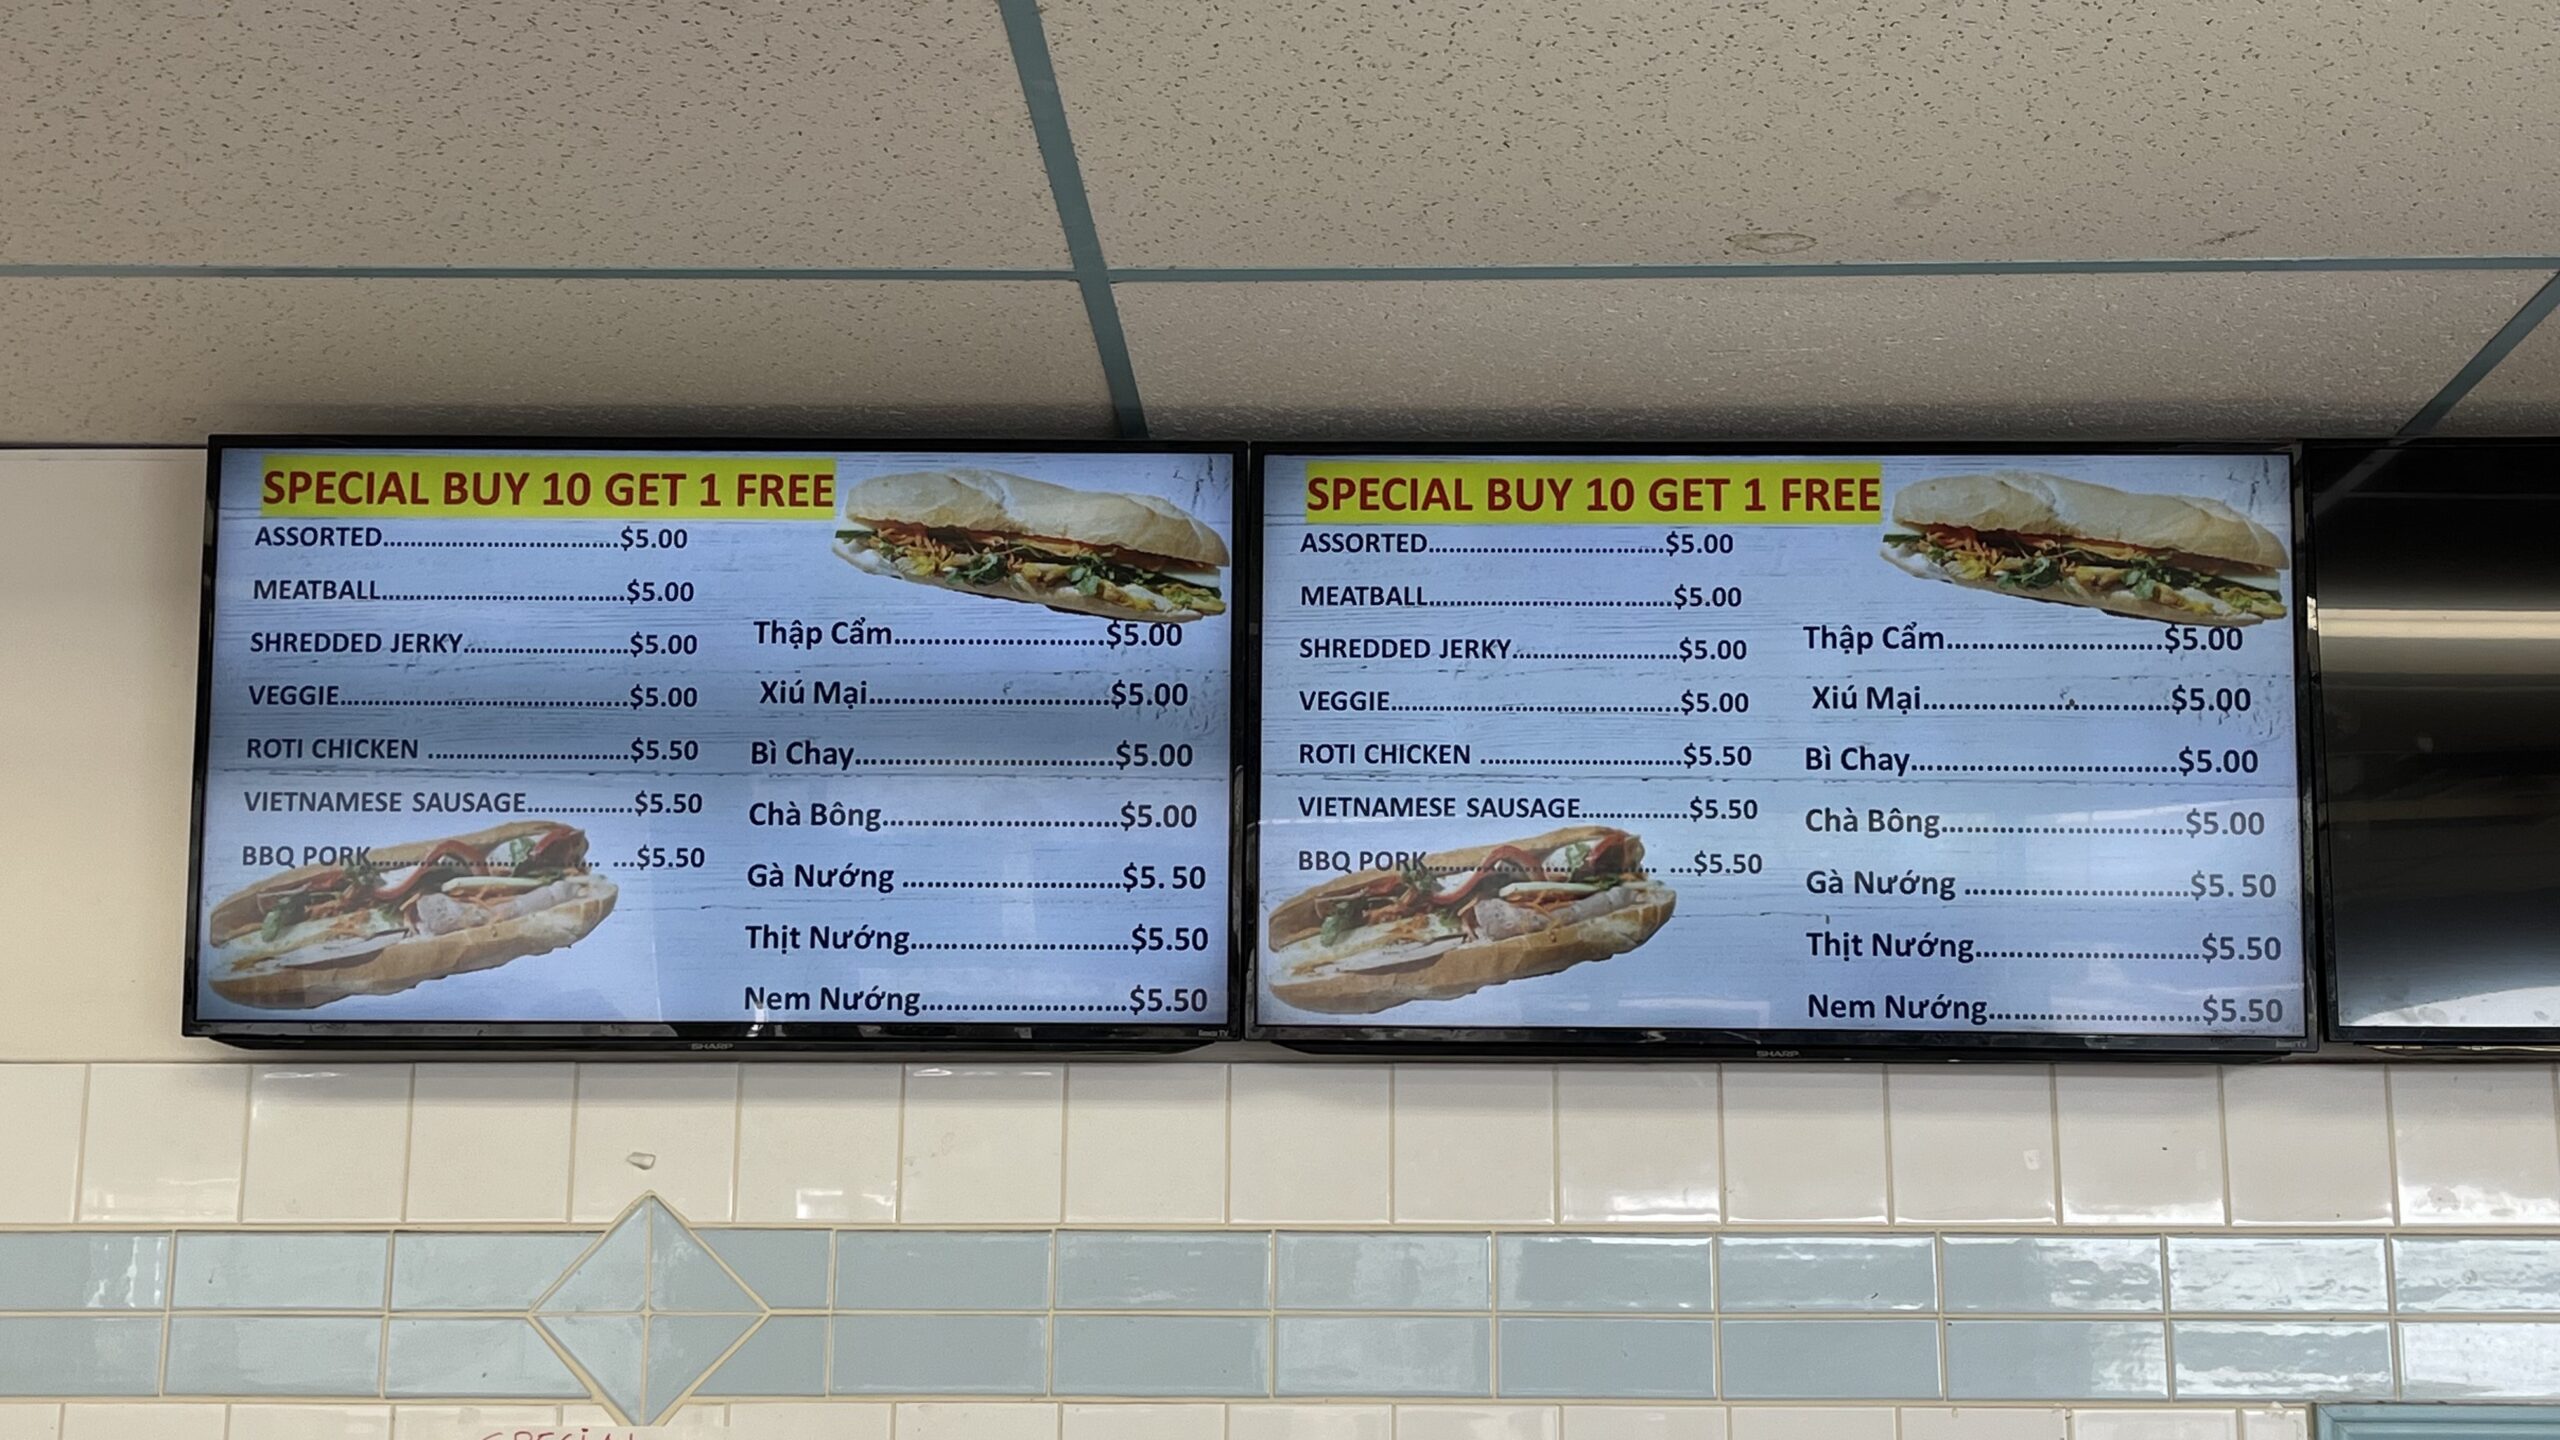 SPECIAL BUY 10 GET 1 FREE
ASSORTED..................................$5.00
MEATBALL...................................$5.00
SHREDDED JERKY........................$5.00
VEGGIE.........................................$5.00
ROTI CHICKEN .............................$5.50
VIETNAMESE SAUSAGE...............$5.50
BBQ PORK................................. ...$5.50
Thập Cẩm..........................$5.00
Xiú Mại..............................$5.00
Bì Chay................................$5.00
Chà Bông.............................$5.00
Gà Nướng ...........................$5. 50
Thịt Nướng...........................$5.50
Nem Nướng.........................$5.50
SHARP
Roku TV
SPECIAL BUY 10 GET 1 FREE
ASSORTED..................................$5.00
MEATBALL...................................$5.00
SHREDDED JERKY........................$5.00
VEGGIE.........................................$5.00
ROTI CHICKEN .............................$5.50
VIETNAMESE SAUSAGE...............$5.50
BBQ PORK................................. ...$5.50
Thập Cẩm..........................$5.00
Xiú Mại..............................$5.00
Bì Chay................................$5.00
Chà Bông.............................$5.00
Gà Nướng ...........................$5. 50
Thịt Nướng...........................$5.50
Nem Nướng.........................$5.50
SHARP
Roku TV